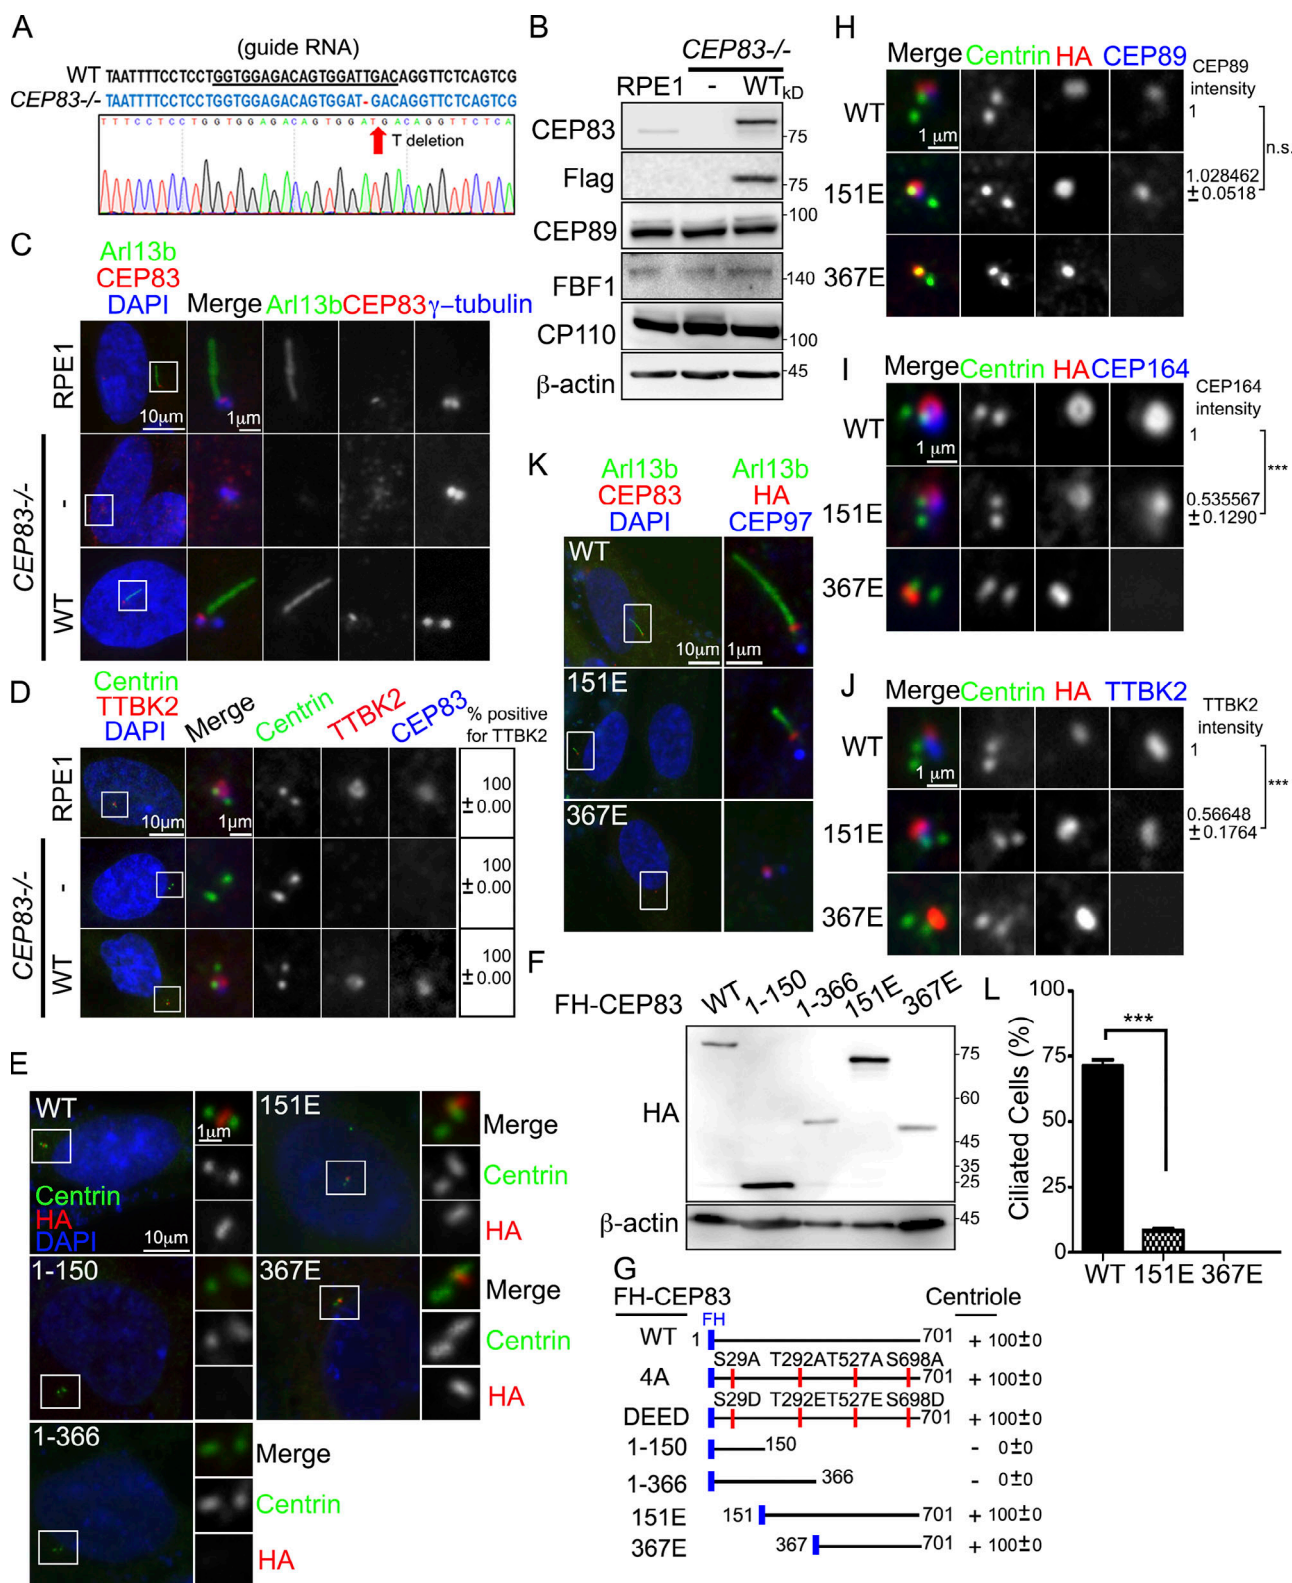 A
(guide RNA)
WT TAATTTTCCTCCTGGTGGAGACAGTGGATTGACAGGTTCTCAGTCG
CEP83-/- TAATTTTCCTCCTGGTGGAGACAGTGGAT-GACAGGTTCTCAGTCG
TTTCCTCCTGGTGGAGACAGTGGATGACAGGTTCTCA
T deletion
B
CEP83-/-
RPE1 - WT kD
CEP83 75
Flag 75
CEP89 100
FBF1 140
CP110 100
β-actin 45
C
Arl13b
CEP83
DAPI Merge Arl13b CEP83 γ-tubulin
RPE1
10μm 1μm
CEP83-/-
-
WT
D
Centrin
TTBK2
DAPI Merge Centrin TTBK2 CEP83 % positive for TTBK2
RPE1 100 ±0.00
10μm 1μm
CEP83-/-
- 100 ±0.00
WT 100 ±0.00
E
WT
Centrin
HA
DAPI
10μm
1μm
151E
Merge
Centrin
HA
1-150
367E
Merge
Centrin
HA
1-366
Merge
Centrin
HA
F
FH-CEP83 WT 1-150 1-366 151E 367E
HA
75
60
45
35
25
β-actin 45
G
FH-CEP83 Centriole
FH
WT 1 701 + 100±0
S29A T292A T527A S698A
4A 701 + 100±0
S29D T292E T527E S698D
DEED 701 + 100±0
1-150 150 - 0±0
1-366 366 - 0±0
151E 151 701 + 100±0
367E 367 701 + 100±0
H
Merge Centrin HA CEP89 CEP89 intensity
WT 1
1 μm
n.s.
151E 1.028462 ±0.0518
367E
I
Merge Centrin HA CEP164 CEP164 intensity
WT 1
1 μm
***
151E 0.535567 ±0.1290
367E
J
Merge Centrin HA TTBK2 TTBK2 intensity
WT 1
1 μm
***
151E 0.56648 ±0.1764
367E
K
Arl13b Arl13b
CEP83 HA
DAPI CEP97
WT
10μm 1μm
151E
367E
L
Ciliated Cells (%)
100
75
50
25
0
***
WT 151E 367E